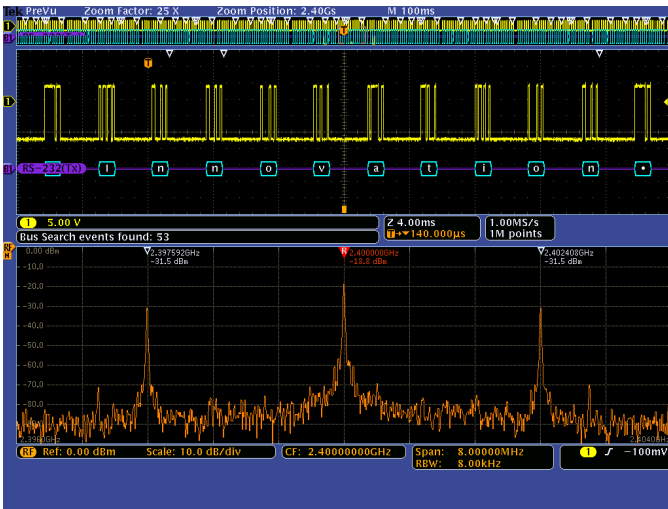 Tek PreVu Zoom Factor: 25 X Zoom Position: 2.40Gs M 100ms
1
T
T
1
RS-232(Tx) I n n o v a t i o n •
1 5.00 V
Z 4.00ms
T→▼140.000µs
1.00MS/s
1M points
Bus Search events found: 53
0.00 dBm
2.397592GHz
-31.5 dBm
R 2.400000GHz
-18.8 dBm
2.402408GHz
-31.5 dBm
-10.0
-20.0
-30.0
-40.0
-50.0
-60.0
-70.0
-80.0
RF Ref: 0.00 dBm Scale: 10.0 dB/div
CF: 2.40000000GHz
Span: 8.00000MHz
RBW: 8.00kHz
1 −100mV